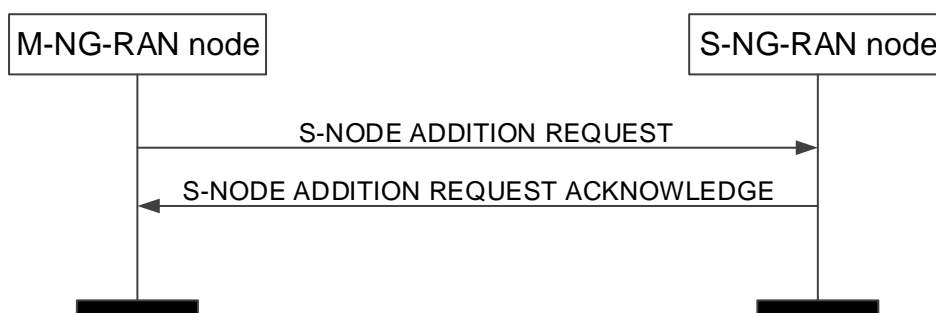 M-NG-RAN node
S-NG-RAN node
S-NODE ADDITION REQUEST
S-NODE ADDITION REQUEST ACKNOWLEDGE